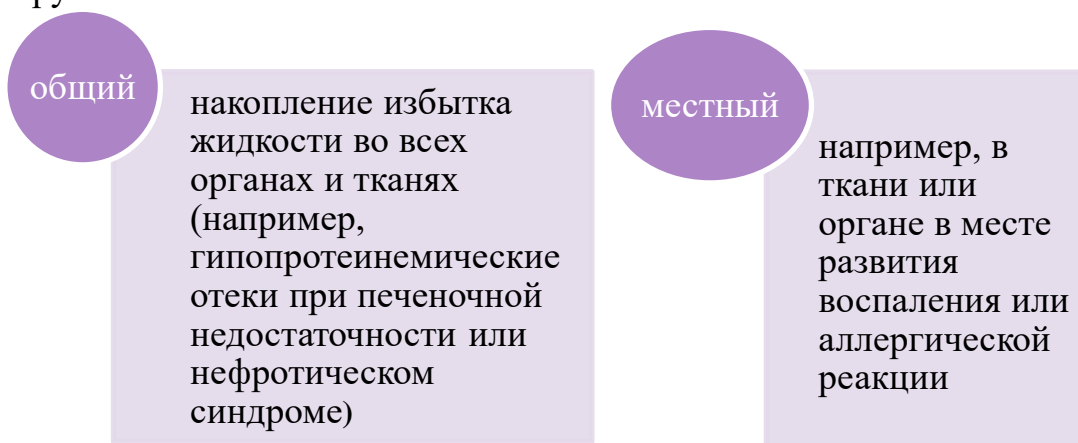 общий
накопление избытка
жидкости во всех
органах и тканях
(например,
гипопротеинемические
отеки при печеночной
недостаточности или
нефротическом
синдроме)
местный
например, в
ткани или
органе в месте
развития
воспаления или
аллергической
реакции